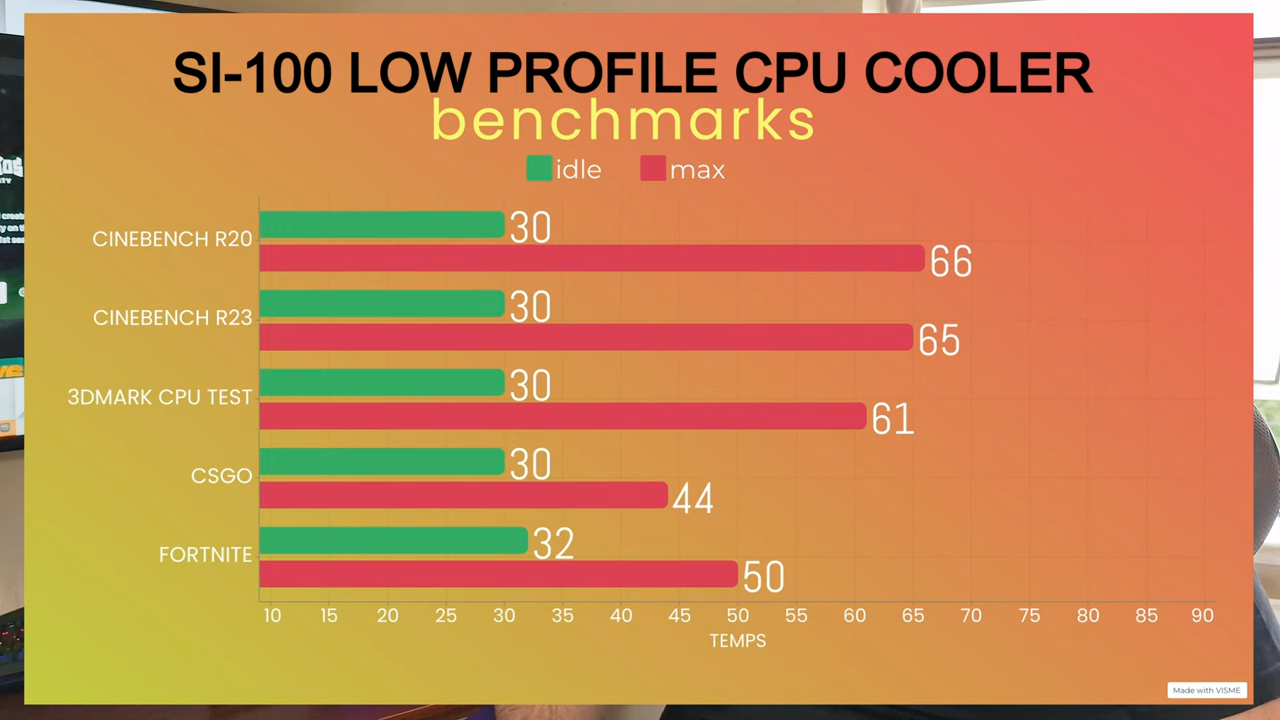 SI-100 LOW PROFILE CPU COOLER
benchmarks
idle max
CINEBENCH R20 30
66
CINEBENCH R23 30
65
3DMARK CPU TEST 30
61
CSGO 30
44
FORTNITE 32
50
10 15 20 25 30 35 40 45 50 55 60 65 70 75 80 85 90
TEMPS
Made with VISME